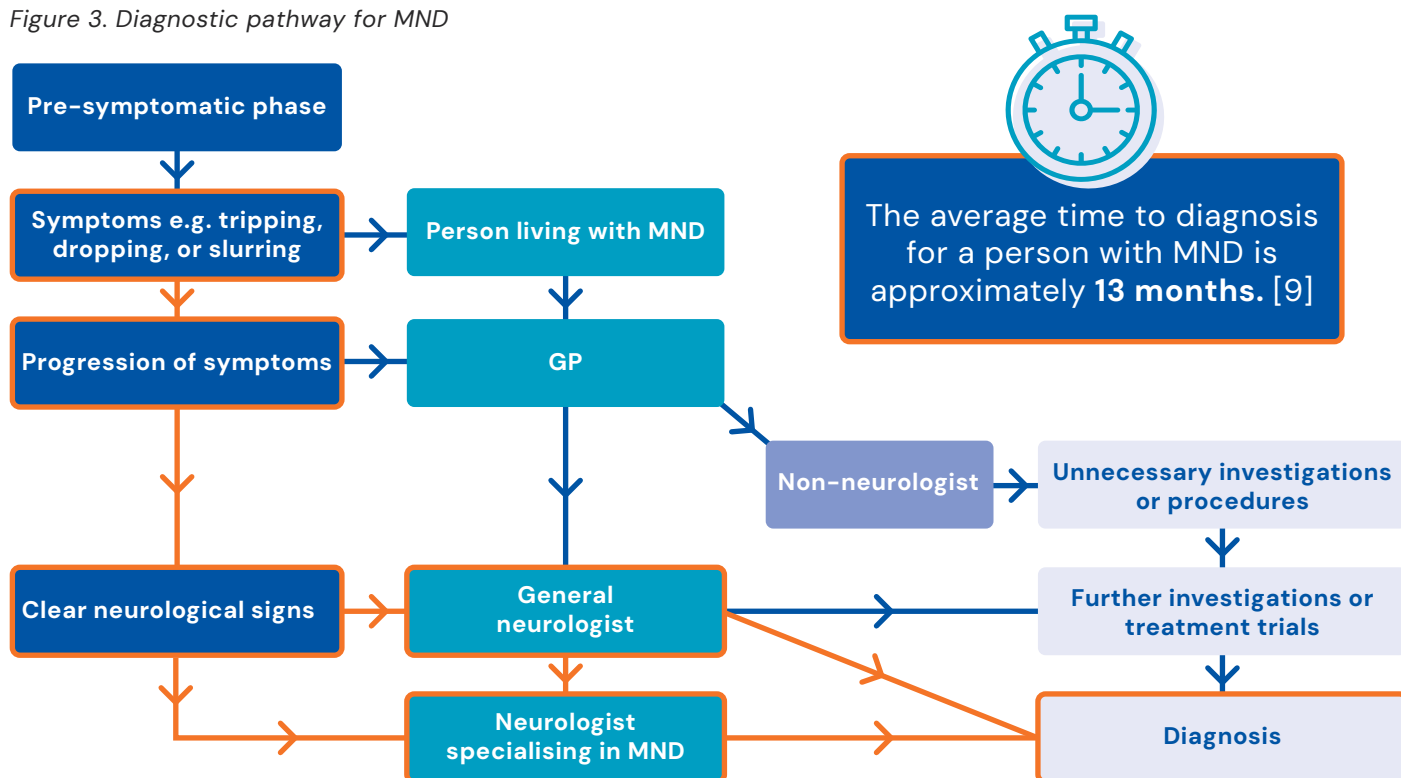 Figure 3. Diagnostic pathway for MND
Pre-symptomatic phase
The average time to diagnosis
for a person with MND is
approximately 13 months. [9]
Symptoms e.g. tripping,
dropping, or slurring
Person living with MND
Progression of symptoms
GP
Non-neurologist
Unnecessary investigations
or procedures
Clear neurological signs
General
neurologist
Further investigations or
treatment trials
Neurologist
specialising in MND
Diagnosis